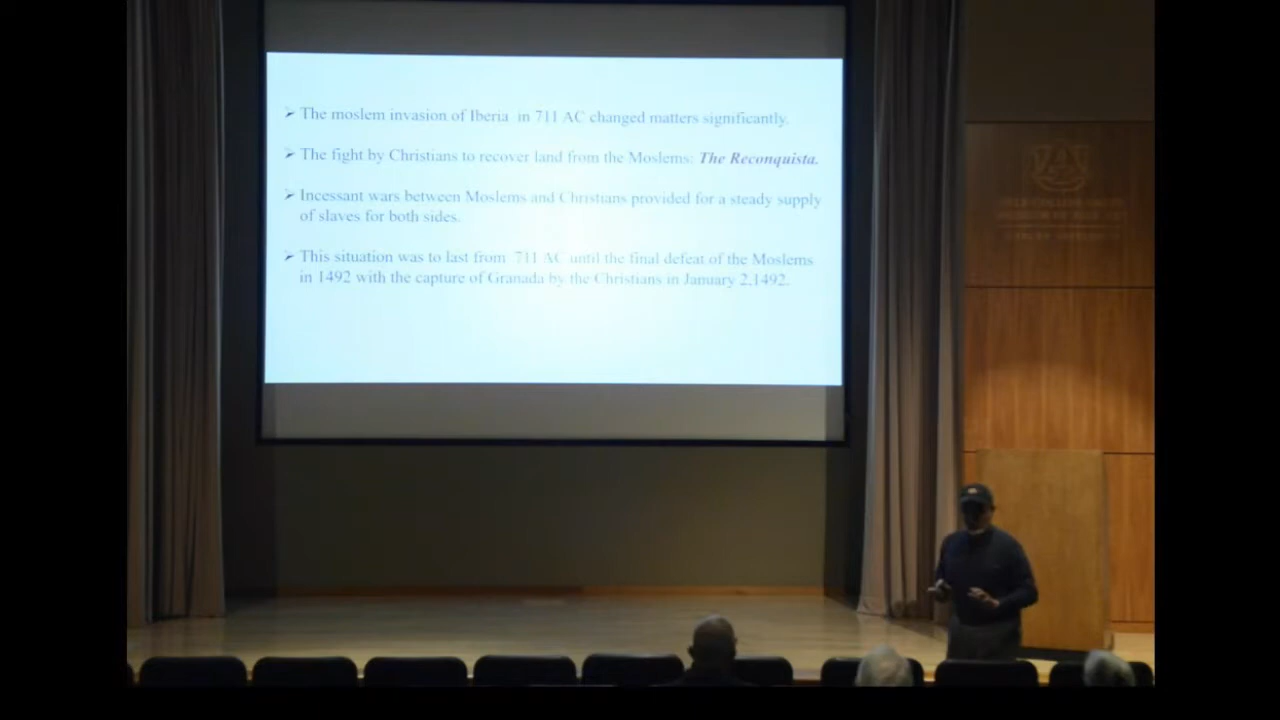 ➢ The moslem invasion of Iberia in 711 AC changed matters significantly.
➢ The fight by Christians to recover land from the Moslems: The Reconquista.
➢ Incessant wars between Moslems and Christians provided for a steady supply
of slaves for both sides.
➢ This situation was to last from 711 AC until the final defeat of the Moslems
in 1492 with the capture of Granada by the Christians in January 2,1492.